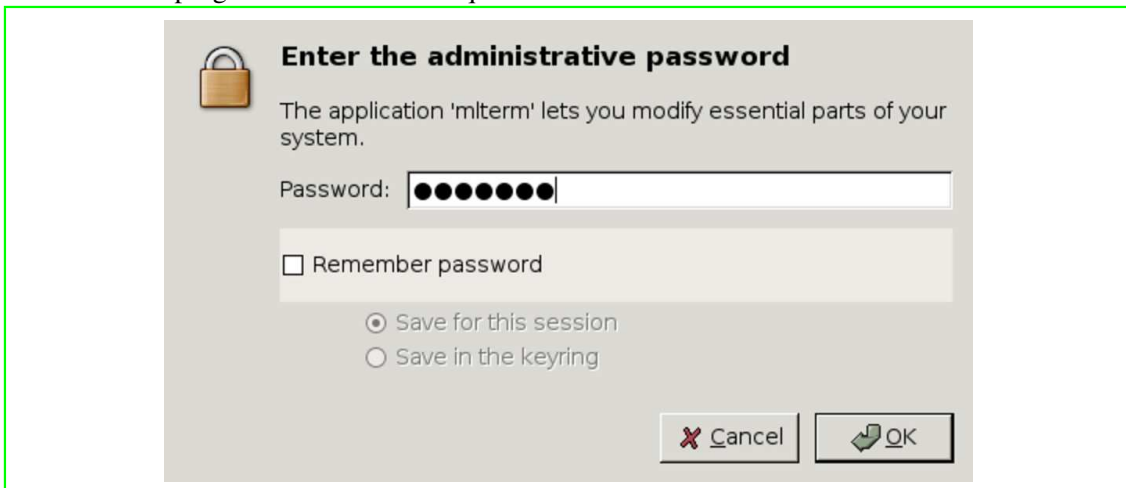 Enter the administrative password
The application 'mlterm' lets you modify essential parts of your
system.
Password: ●●●●●●●
Remember password
Save for this session
Save in the keyring
Cancel
OK